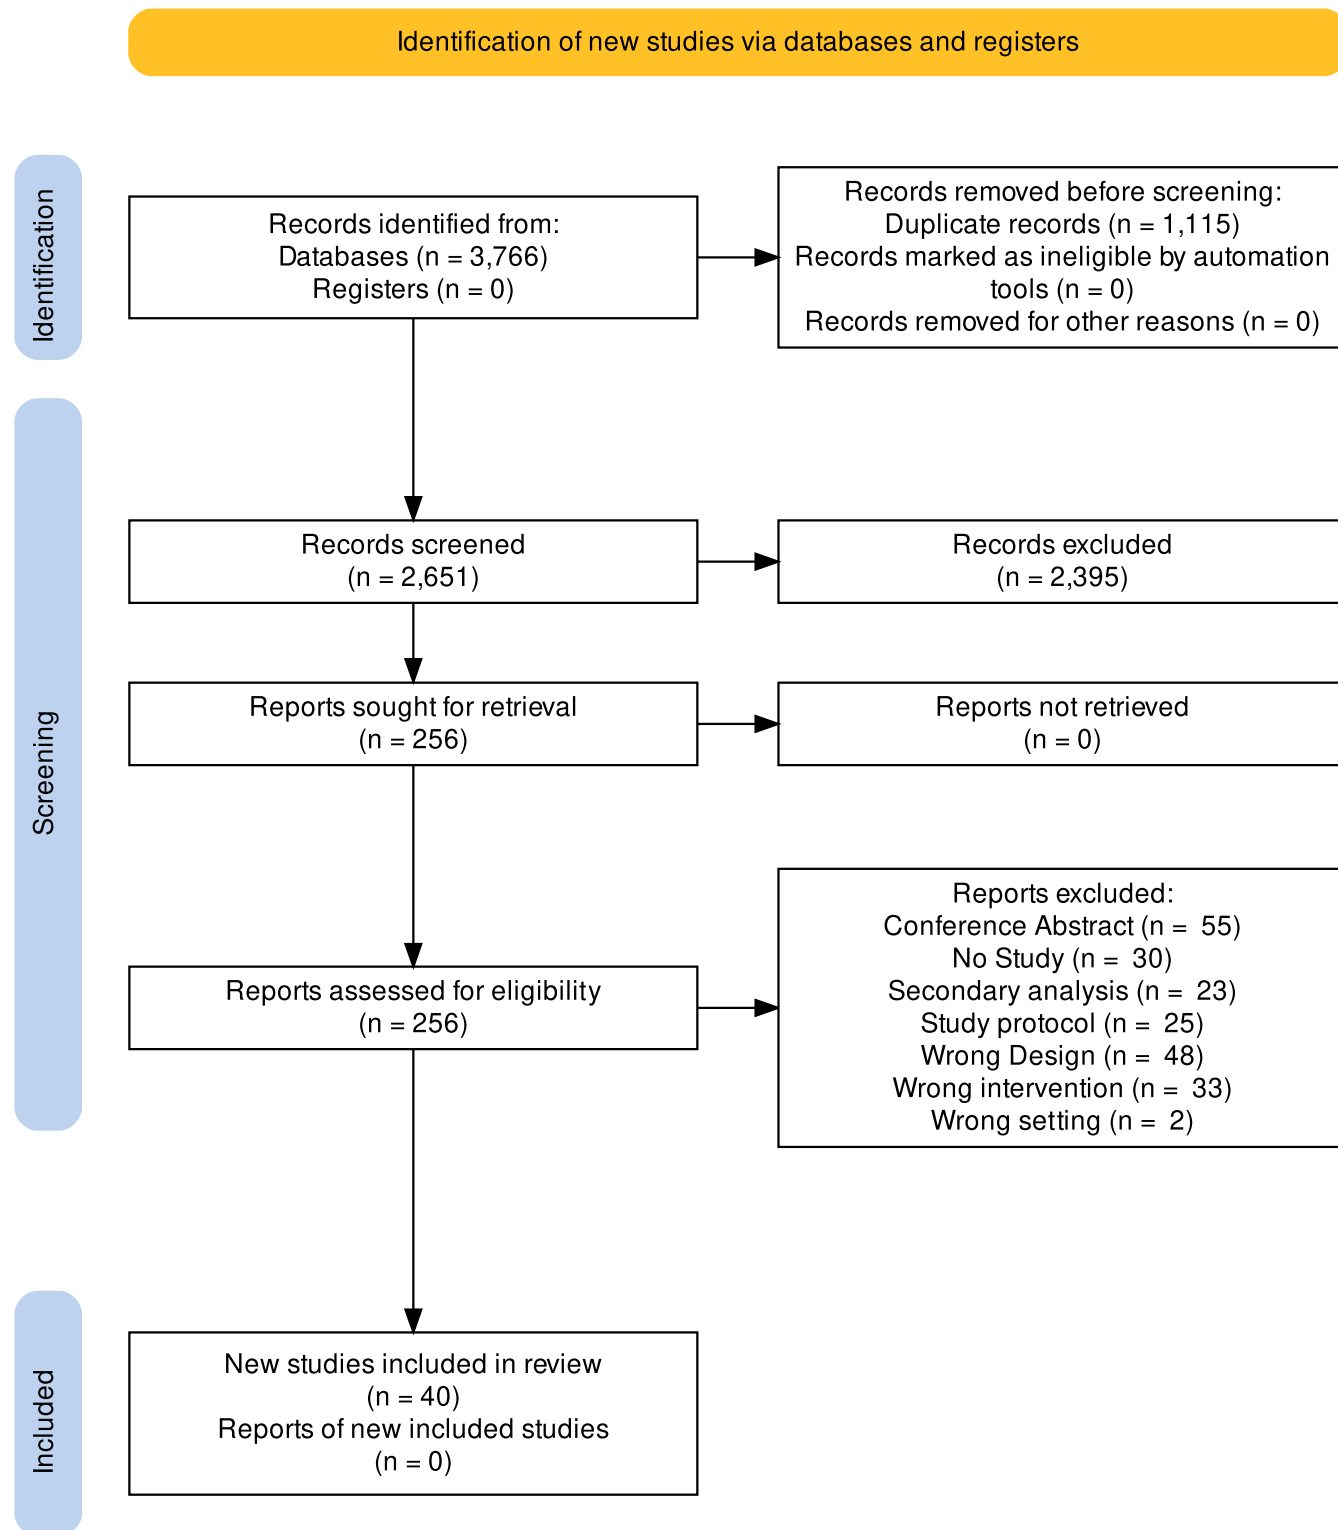 Identification of new studies via databases and registers
Identification
Records identified from:
Databases (n = 3,766)
Registers (n = 0)
Records removed before screening:
Duplicate records (n = 1,115)
Records marked as ineligible by automation
tools (n = 0)
Records removed for other reasons (n = 0)
Screening
Records screened
(n = 2,651)
Records excluded
(n = 2,395)
Reports sought for retrieval
(n = 256)
Reports not retrieved
(n = 0)
Reports assessed for eligibility
(n = 256)
Reports excluded:
Conference Abstract (n =  55)
No Study (n =  30)
Secondary analysis (n =  23)
Study protocol (n =  25)
Wrong Design (n =  48)
Wrong intervention (n =  33)
Wrong setting (n =  2)
Included
New studies included in review
(n = 40)
Reports of new included studies
(n = 0)